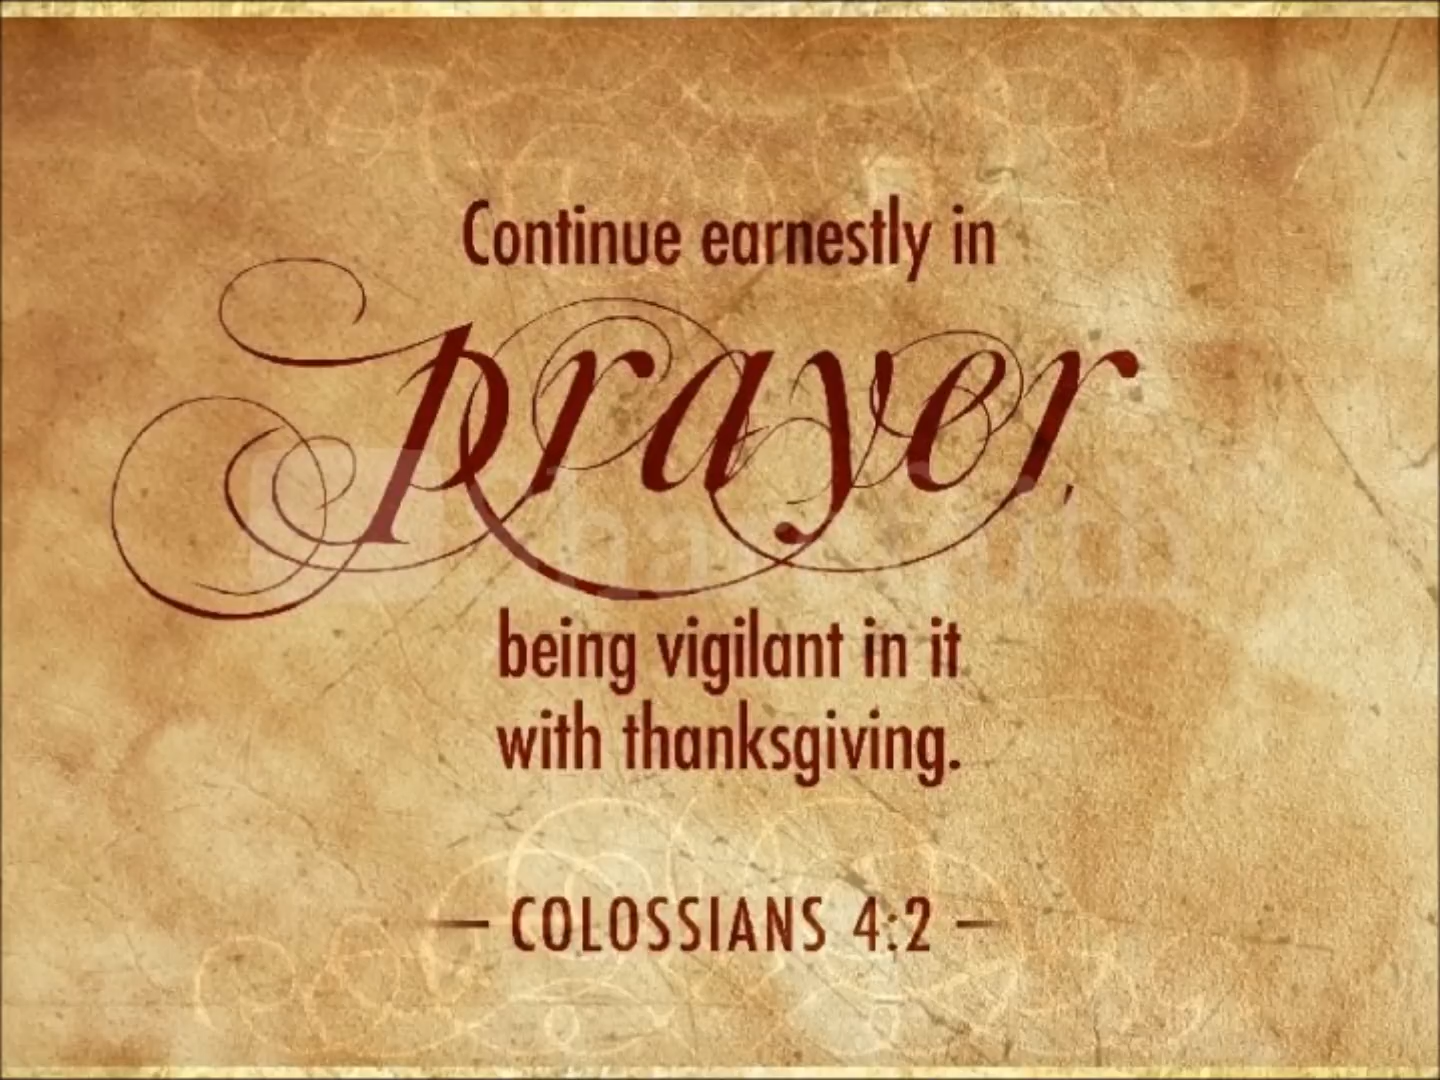 Continue earnestly in
prayer,
being vigilant in it
with thanksgiving.
– COLOSSIANS 4:2 –